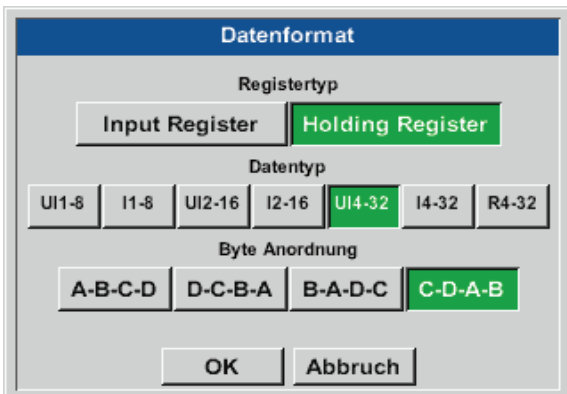 Datenformat
Registertyp
Input Register Holding Register
Datentyp
UI1-8 I1-8 UI2-16 I2-16 UI4-32 I4-32 R4-32
Byte Anordnung
A-B-C-D D-C-B-A B-A-D-C C-D-A-B
OK Abbruch